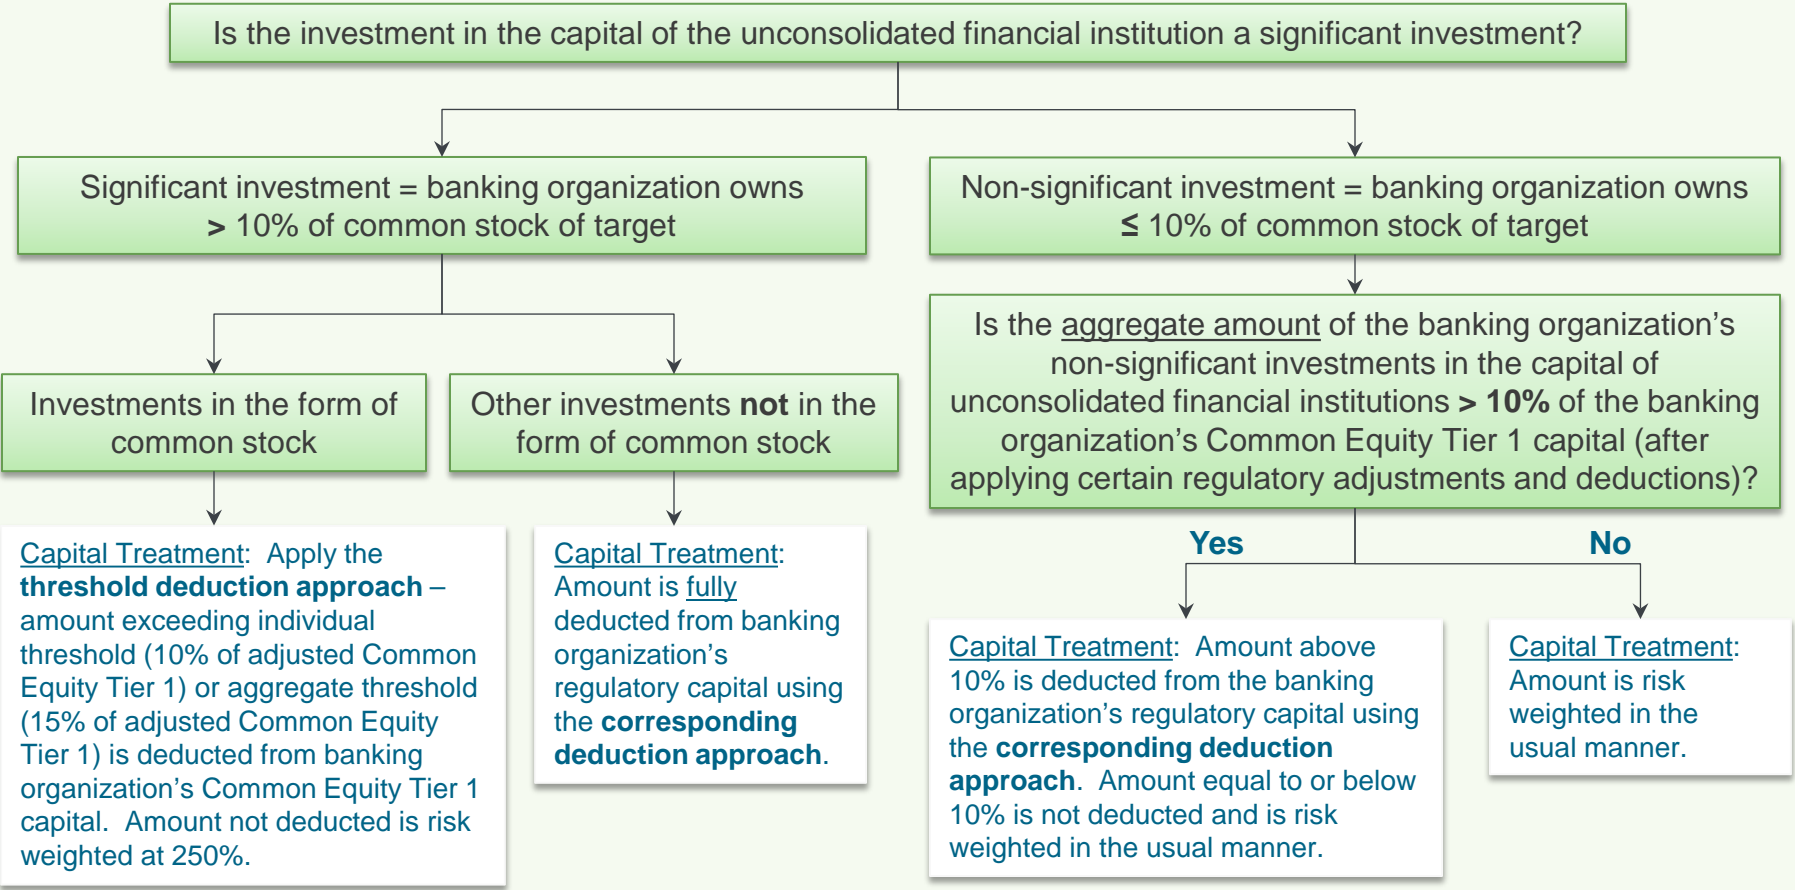 Is the investment in the capital of the unconsolidated financial institution a significant investment?
Significant investment = banking organization owns
> 10% of common stock of target
Non-significant investment = banking organization owns
≤ 10% of common stock of target
Investments in the form of
common stock
Other investments not in the
form of common stock
Is the aggregate amount of the banking organization’s
non-significant investments in the capital of
unconsolidated financial institutions > 10% of the banking
organization’s Common Equity Tier 1 capital (after
applying certain regulatory adjustments and deductions)?
Yes
No
Capital Treatment: Apply the
threshold deduction approach –
amount exceeding individual
threshold (10% of adjusted Common
Equity Tier 1) or aggregate threshold
(15% of adjusted Common Equity
Tier 1) is deducted from banking
organization’s Common Equity Tier 1
capital. Amount not deducted is risk
weighted at 250%.
Capital Treatment:
Amount is fully
deducted from banking
organization’s
regulatory capital using
the corresponding
deduction approach.
Capital Treatment: Amount above
10% is deducted from the banking
organization’s regulatory capital using
the corresponding deduction
approach. Amount equal to or below
10% is not deducted and is risk
weighted in the usual manner.
Capital Treatment:
Amount is risk
weighted in the
usual manner.